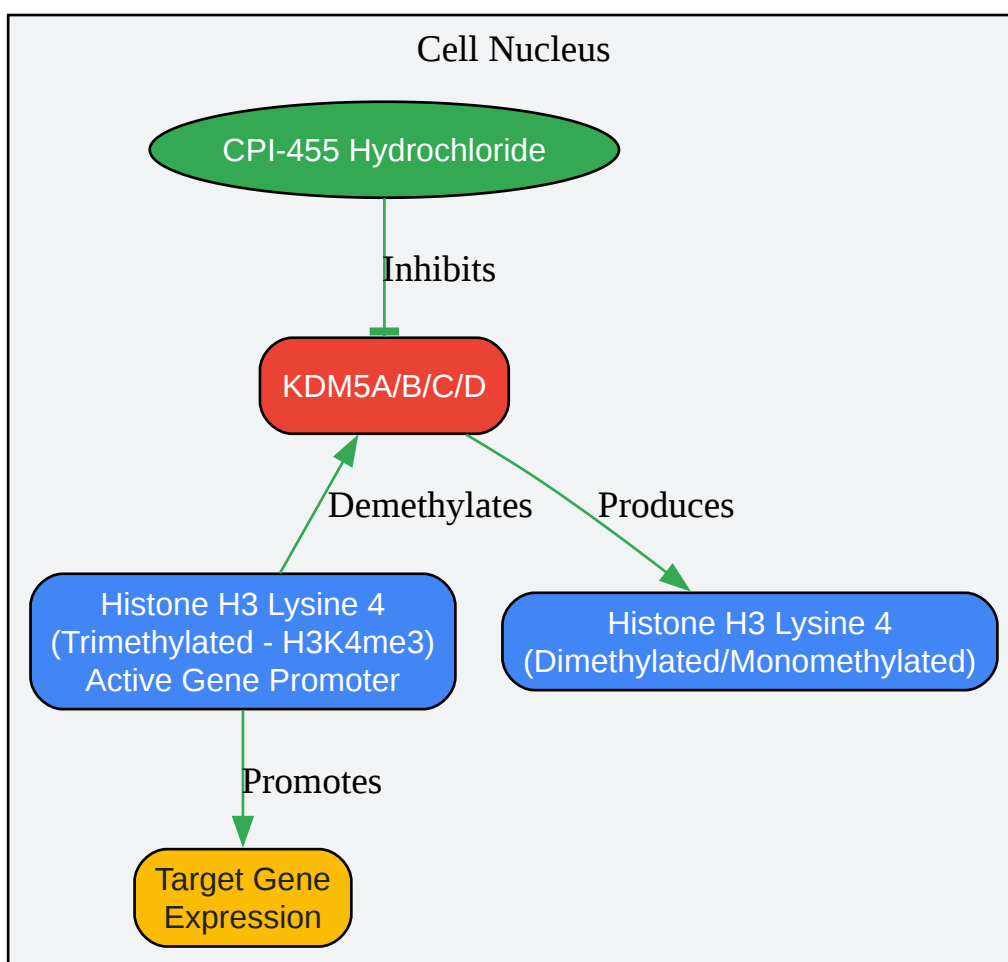 Cell Nucleus
CPI-455 Hydrochloride
Inhibits
KDM5A/B/C/D
Demethylates
Produces
Histone H3 Lysine 4
(Trimethylated - H3K4me3)
Active Gene Promoter
Histone H3 Lysine 4
(Dimethylated/Monomethylated)
Promotes
Target Gene
Expression